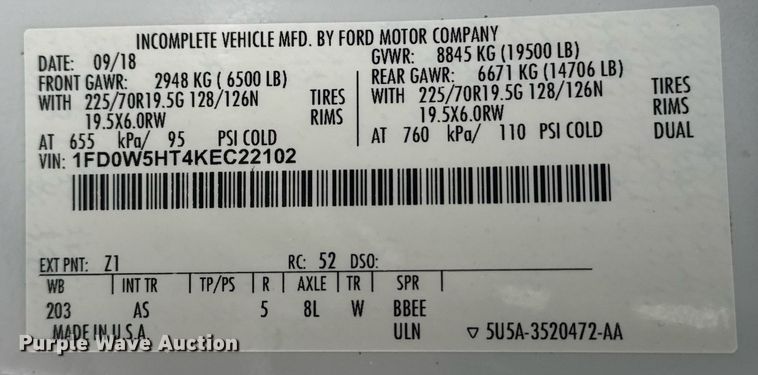 INCOMPLETE VEHICLE MFD. BY FORD MOTOR COMPANY
DATE: 09/18 GVWR: 8845 KG (19500 LB)
FRONT GAWR: 2948 KG ( 6500 LB) REAR GAWR: 6671 KG (14706 LB)
WITH 225/70R19.5G 128/126N TIRES WITH 225/70R19.5G 128/126N TIRES
19.5X6.0RW RIMS 19.5X6.0RW RIMS
AT 655 kPa/ 95 PSI COLD AT 760 kPa/ 110 PSI COLD DUAL
VIN: 1FD0W5HT4KEC22102
EXT PNT: Z1 RC: 52 DSO:
WB INT TR TP/PS R AXLE TR SPR
203 AS 5 8L W BBEE
MADE IN U.S.A. ULN ▽ 5U5A-3520472-AA
Purple Wave Auction